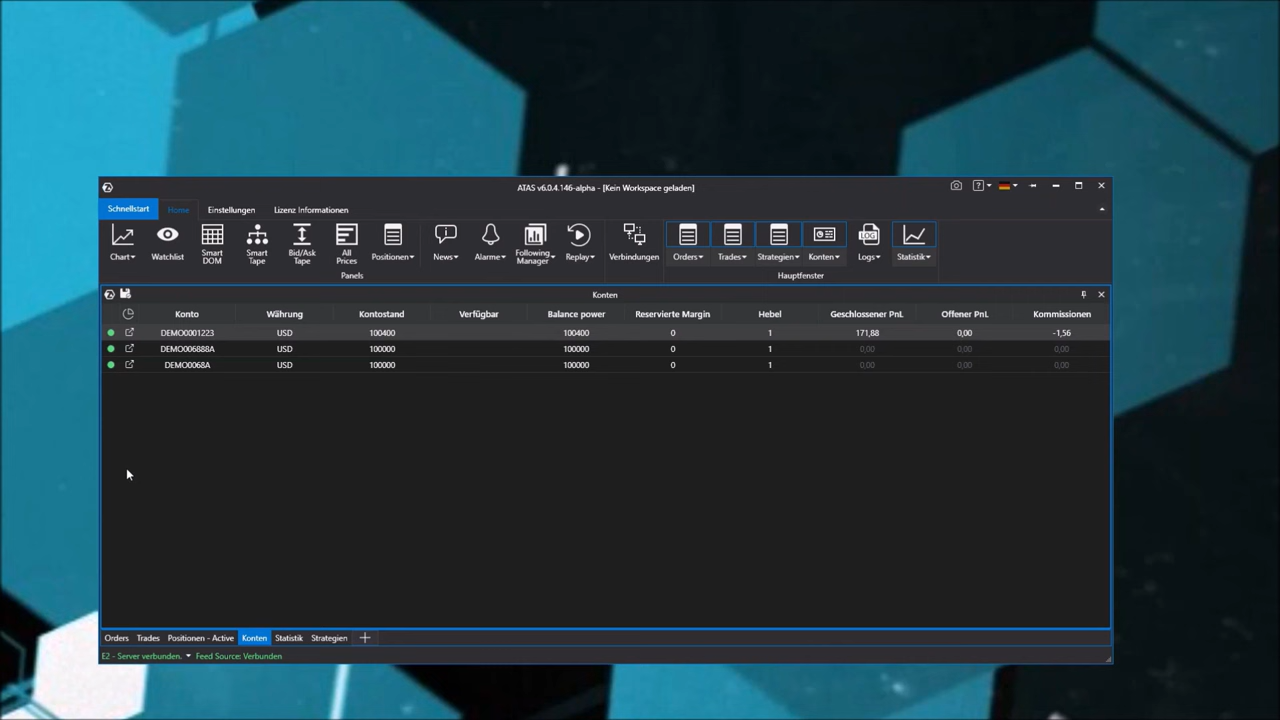 ATAS v6.0.4.146-alpha - [Kein Workspace geladen]
Schnellstart Home Einstellungen Lizenz Informationen
Chart Watchlist Smart DOM Smart Tape Bid/Ask Tape All Prices Positionen News Alarme Following Manager Replay Verbindungen Orders Trades Strategien Konten LOG Logs Statistik
Panels Hauptfenster
Konten
Konto Währung Kontostand Verfügbar Balance power Reservierte Margin Hebel Geschlossener PnL Offener PnL Kommissionen
DEMO0001223 USD 100400 100400 0 1 171,88 0,00 -1,56
DEMO006888A USD 100000 100000 0 1 0,00 0,00 0,00
DEMO0068A USD 100000 100000 0 1 0,00 0,00 0,00
Orders Trades Positionen - Active Konten Statistik Strategien
E2 - Server verbunden. Feed Source: Verbunden